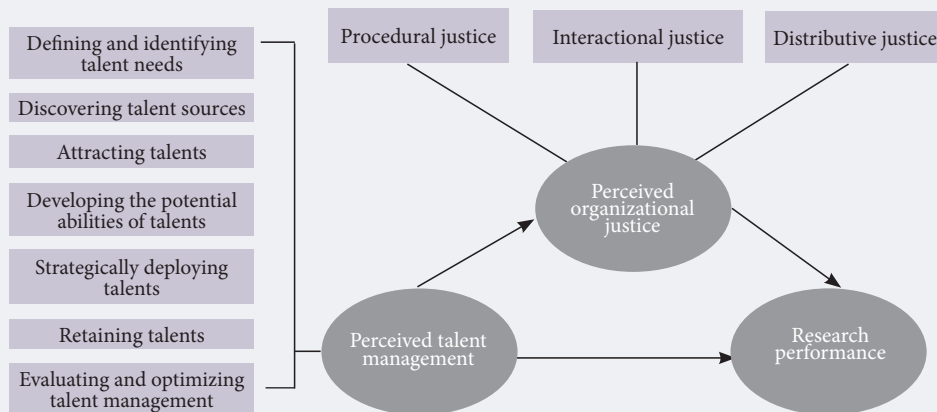 Defining and identifying
talent needs
Discovering talent sources
Attracting talents
Developing the potential
abilities of talents
Strategically deploying
talents
Retaining talents
Evaluating and optimizing
talent management
Procedural justice
Interactional justice
Distributive justice
Perceived
organizational
justice
Perceived talent
management
Research
performance